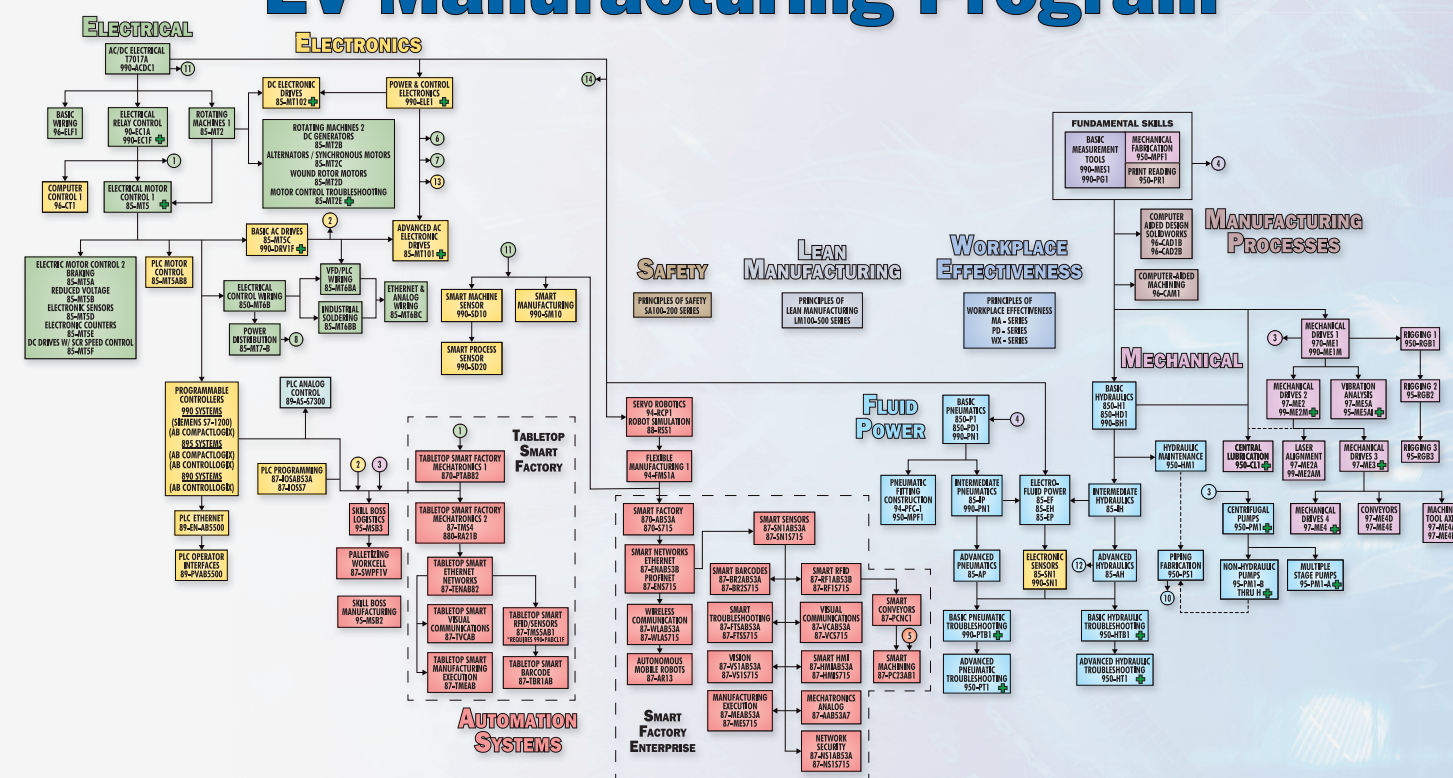 EV Manufacturing Program
ELECTRICAL
AC/DC ELECTRICAL
T7017A
990-ACDC1
11
ELECTRONICS
DC ELECTRONIC
DRIVES
85-MT102
POWER & CONTROL
ELECTRONICS
990-ELE1
14
BASIC
WIRING
96-ELF1
ELECTRICAL
RELAY CONTROL
90-EC1A
990-EC1F
ROTATING
MACHINES 1
85-MT2
ROTATING MACHINES 2
DC GENERATORS
85-MT2B
ALTERNATORS / SYNCHRONOUS MOTORS
85-MT2C
WOUND ROTOR MOTORS
85-MT2D
MOTOR CONTROL TROUBLESHOOTING
85-MT2E
6
7
13
1
COMPUTER
CONTROL 1
96-CT1
ELECTRICAL MOTOR
CONTROL 1
85-MT5
2
BASIC AC DRIVES
85-MT5C
990-DRV1F
ADVANCED AC
ELECTRONIC
DRIVES
85-MT101
ELECTRIC MOTOR CONTROL 2
BRAKING
85-MT5A
REDUCED VOLTAGE
85-MT5B
ELECTRONIC SENSORS
85-MT5D
ELECTRONIC COUNTERS
85-MT5E
DC DRIVES W/ SCR SPEED CONTROL
85-MT5F
PLC MOTOR
CONTROL
85-MT5AB8
ELECTRICAL
CONTROL WIRING
850-MT6B
VFD/PLC
WIRING
85-MT6BA
INDUSTRIAL
SOLDERING
85-MT6BB
ETHERNET &
ANALOG
WIRING
85-MT6BC
POWER
DISTRIBUTION
85-MT7-B
8
11
SMART MACHINE
SENSOR
990-SD10
SMART
MANUFACTURING
990-SM10
SMART PROCESS
SENSOR
990-SD20
SAFETY
PRINCIPLES OF SAFETY
SA100-200 SERIES
LEAN
MANUFACTURING
PRINCIPLES OF
LEAN MANUFACTURING
LM100-500 SERIES
WORKPLACE
EFFECTIVENESS
PRINCIPLES OF
WORKPLACE EFFECTIVENESS
MA - SERIES
PD - SERIES
WX - SERIES
FUNDAMENTAL SKILLS
BASIC
MEASUREMENT
TOOLS
990-MES1
990-PG1
MECHANICAL
FABRICATION
950-MPF1
PRINT READING
950-PR1
4
COMPUTER
AIDED DESIGN
SOLIDWORKS
96-CAD1B
96-CAD2B
MANUFACTURING
PROCESSES
COMPUTER-AIDED
MACHINING
96-CAM1
MECHANICAL
3
MECHANICAL
DRIVES 1
970-ME1
990-ME1M
RIGGING 1
950-RGB1
MECHANICAL
DRIVES 2
97-ME2
99-ME2M
VIBRATION
ANALYSIS
97-ME5A
95-ME5AI
RIGGING 2
95-RGB2
CENTRAL
LUBRICATION
950-CL1
LASER
ALIGNMENT
97-ME2A
99-ME2AM
MECHANICAL
DRIVES 3
97-ME3
RIGGING 3
95-RGB3
3
CENTRIFUGAL
PUMPS
950-PM1
MECHANICAL
DRIVES 4
97-ME4
CONVEYORS
97-ME4D
97-ME4E
NON-HYDRAULIC
PUMPS
95-PM1-B
THRU H
MULTIPLE
STAGE PUMPS
95-PM1-A
PROGRAMMABLE
CONTROLLERS
990 SYSTEMS
(SIEMENS S7-1200)
(AB COMPACTLOGIX)
895 SYSTEMS
(AB COMPACTLOGIX)
(AB CONTROLLOGIX)
890 SYSTEMS
(AB CONTROLLOGIX)
PLC ANALOG
CONTROL
89-AS-S7300
PLC PROGRAMMING
87-IOSAB53A
87-IOSS7
PLC ETHERNET
89-EN-AB5500
PLC OPERATOR
INTERFACES
89-PVAB5500
2
3
SKILL BOSS
LOGISTICS
95-MSB3
PALLETIZING
WORKCELL
87-SWPF1V
SKILL BOSS
MANUFACTURING
95-MSB2
TABLETOP
SMART
FACTORY
1
TABLETOP SMART FACTORY
MECHATRONICS 1
870-PTAB82
TABLETOP SMART FACTORY
MECHATRONICS 2
87-TMS4
880-RA21B
TABLETOP SMART
ETHERNET
NETWORKS
87-TENAB82
TABLETOP SMART
VISUAL
COMMUNICATIONS
87-TVCAB
TABLETOP SMART
RFID/SENSORS
87-TMS5AB1
*REQUIRES 990-PABCL1F
TABLETOP SMART
MANUFACTURING
EXECUTION
87-TMEAB
TABLETOP SMART
BARCODE
87-TBR1AB
AUTOMATION
SYSTEMS
SERVO ROBOTICS
94-RCP1
ROBOT SIMULATION
88-RSS1
FLEXIBLE
MANUFACTURING 1
94-FMS1A
SMART FACTORY
870-AB53A
870-S715
SMART NETWORKS
ETHERNET
87-ENAB53B
PROFINET
87-ENS715
WIRELESS
COMMUNICATION
87-WLAB53A
87-WLAS715
AUTONOMOUS
MOBILE ROBOTS
87-AR13
SMART
FACTORY
ENTERPRISE
SMART SENSORS
87-SN1AB53A
87-SN1S715
SMART BARCODES
87-BR2AB53A
87-BR2S715
SMART RFID
87-RF1AB53B
87-RF1S715
SMART
TROUBLESHOOTING
87-FTSAB53A
87-FTSS715
VISUAL
COMMUNICATIONS
87-VCAB53A
87-VCS715
VISION
87-VS1AB53A
87-VS1S715
SMART HMI
87-HMIAB53A
87-HMIS715
MANUFACTURING
EXECUTION
87-MEAB53A
87-MES715
MECHATRONICS
ANALOG
87-AAB53A7
NETWORK
SECURITY
87-NS1AB53A
87-NS1S715
SMART
CONVEYORS
87-PCNC1
5
SMART
MACHINING
87-PC23AB1
FLUID
POWER
BASIC
PNEUMATICS
850-P1
850-PD1
990-PN1
4
PNEUMATIC
FITTING
CONSTRUCTION
94-PFC-1
950-MPF1
INTERMEDIATE
PNEUMATICS
85-IP
990-PN1
ELECTRO-
FLUID POWER
85-EF
85-EH
85-EP
BASIC
HYDRAULICS
850-H1
850-HD1
990-BH1
INTERMEDIATE
HYDRAULICS
85-IH
HYDRAULIC
MAINTENANCE
950-HM1
ADVANCED
PNEUMATICS
85-AP
ELECTRONIC
SENSORS
85-SN1
990-SN1
12
ADVANCED
HYDRAULICS
85-AH
PIPING
FABRICATION
950-PS1
10
BASIC PNEUMATIC
TROUBLESHOOTING
990-PTB1
BASIC HYDRAULIC
TROUBLESHOOTING
950-HTB1
ADVANCED
PNEUMATIC
TROUBLESHOOTING
950-PT1
ADVANCED HYDRAULIC
TROUBLESHOOTING
950-HT1